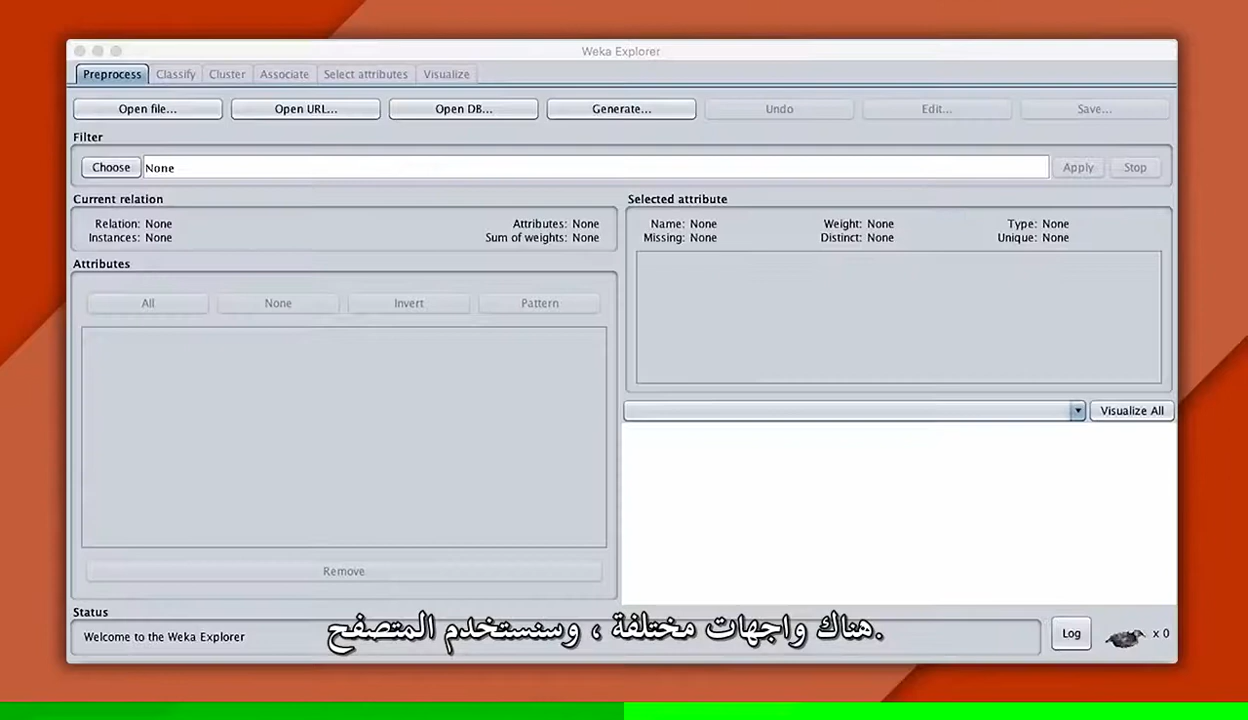 Weka Explorer
Preprocess Classify Cluster Associate Select attributes Visualize
Open file... Open URL... Open DB... Generate... Undo Edit... Save...
Filter
Choose None Apply Stop
Current relation
Relation: None Attributes: None
Instances: None Sum of weights: None
Selected attribute
Name: None Weight: None Type: None
Missing: None Distinct: None Unique: None
Attributes
All None Invert Pattern
Visualize All
Remove
Status
Welcome to the Weka Explorer
Log x 0
هناك واجهات مختلفة ، وسنستخدم المتصفح.